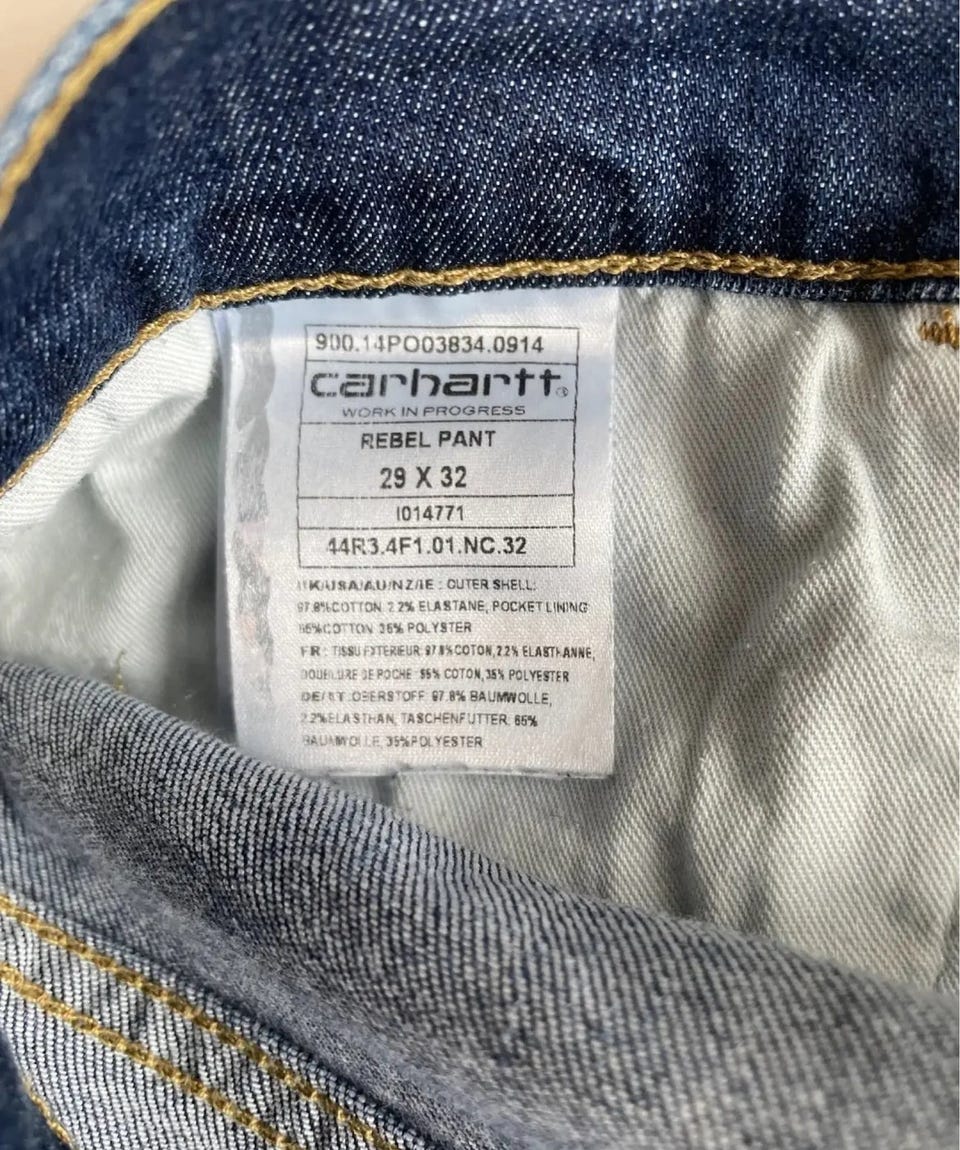 900.14PO03834.0914
carhartt®
WORK IN PROGRESS
REBEL PANT
29 X 32
I014771
44R3.4F1.01.NC.32
UK/USA/AU/NZ/IE : OUTER SHELL:
97.8%COTTON 2.2% ELASTANE, POCKET LINING
65%COTTON 35% POLYSTER
FR : TISSU EXTERIEUR 97.8% COTON,2.2% ELASTHANNE,
DOUBLURE DE POCHE 65% COTON,35% POLYESTER
DE/AT :OBERSTOFF 97.8% BAUMWOLLE,
2.2%ELASTHAN, TASCHENFUTTER 65%
BAUMWOLLE 35%POLYESTER